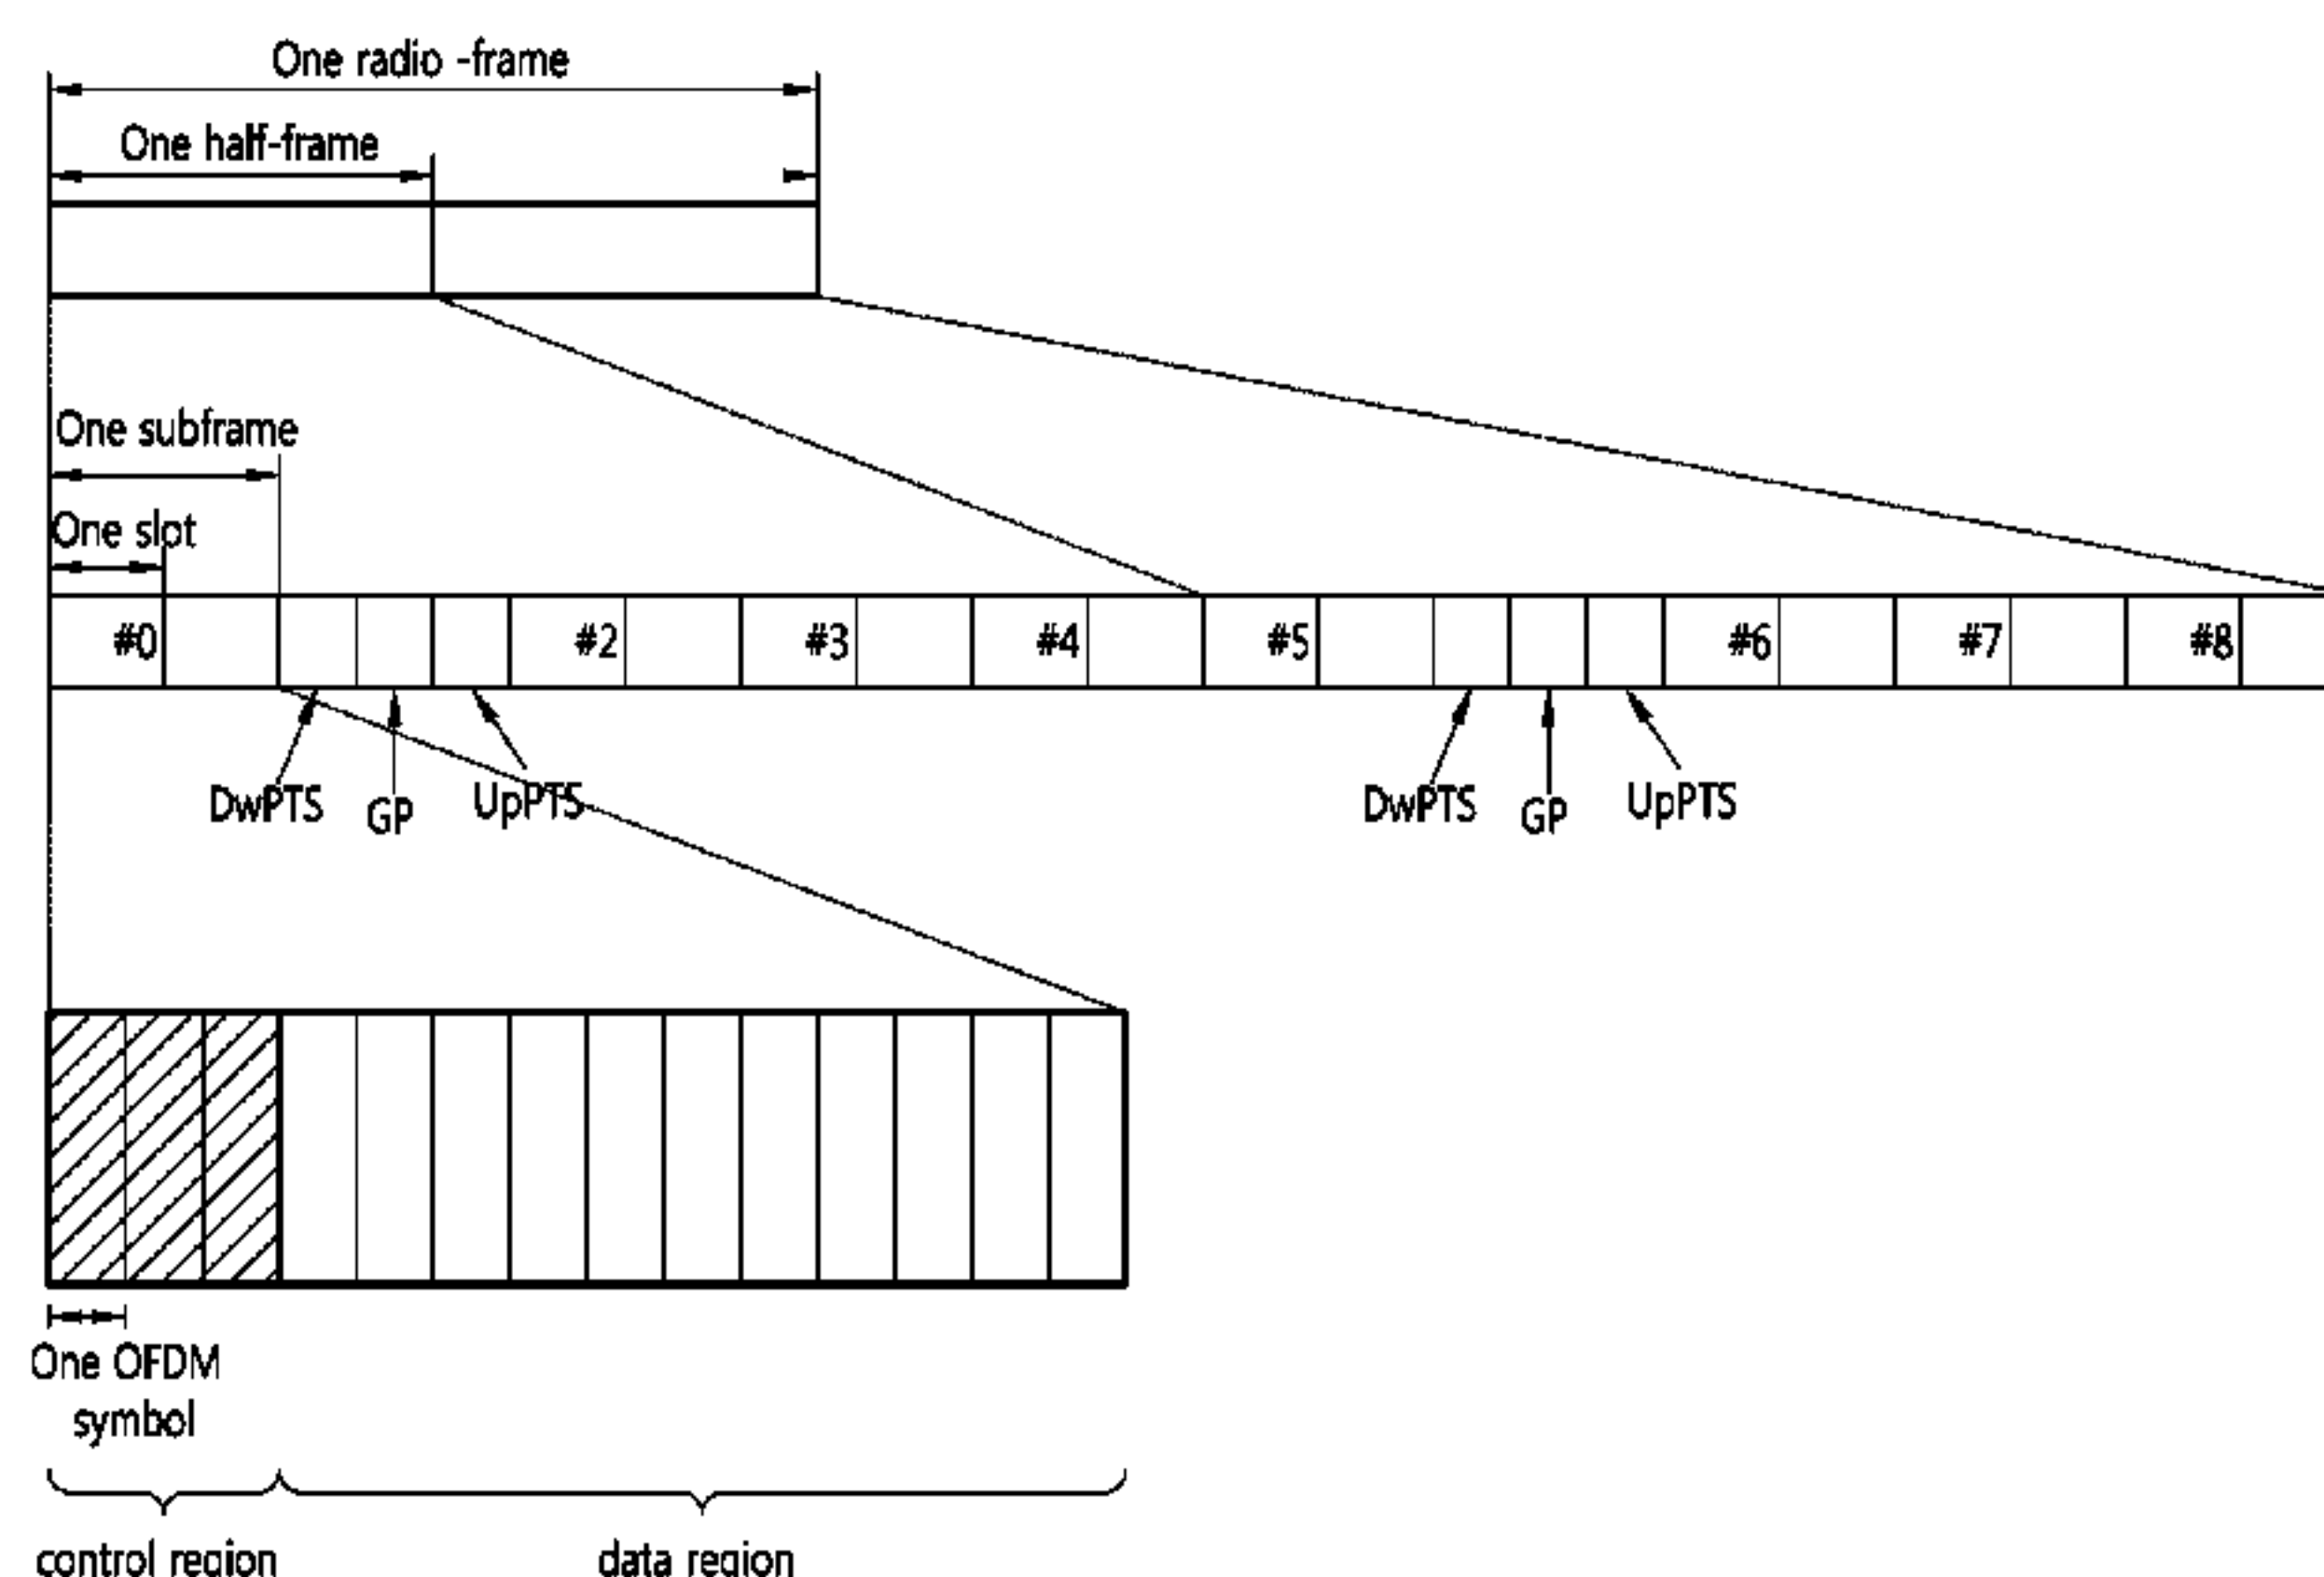 One radio -frame
One half-frame
One subframe
One slot
#0 #2 #3 #4 #5 #6 #7 #8
DwPTS GP UpPTS DwPTS GP UpPTS
One OFDM
symbol
control region data region